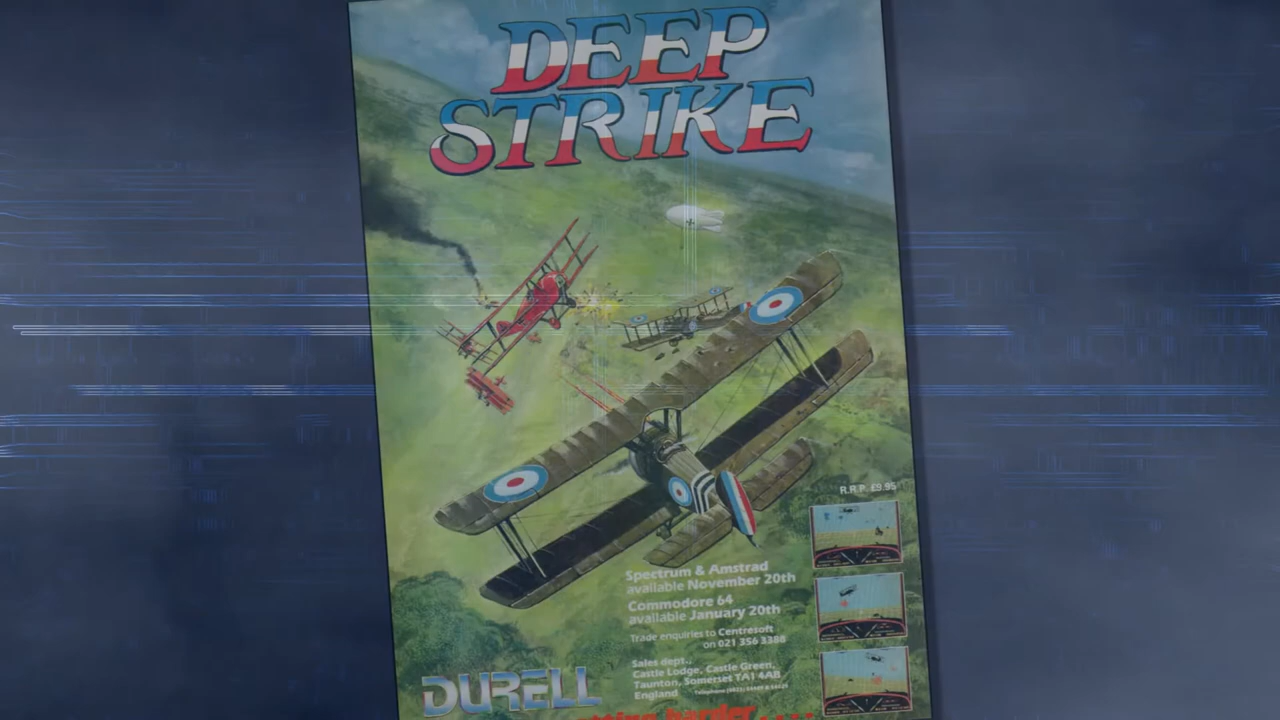 DEEP
STRIKE
R.R.P. £9.95
Spectrum & Amstrad
available November 20th
Commodore 64
available January 20th
Trade enquiries to Centresoft
on 021 356 3388
Sales dept.,
Castle Lodge, Castle Green,
Taunton, Somerset TA1 4AB
England
DURELL
harder....